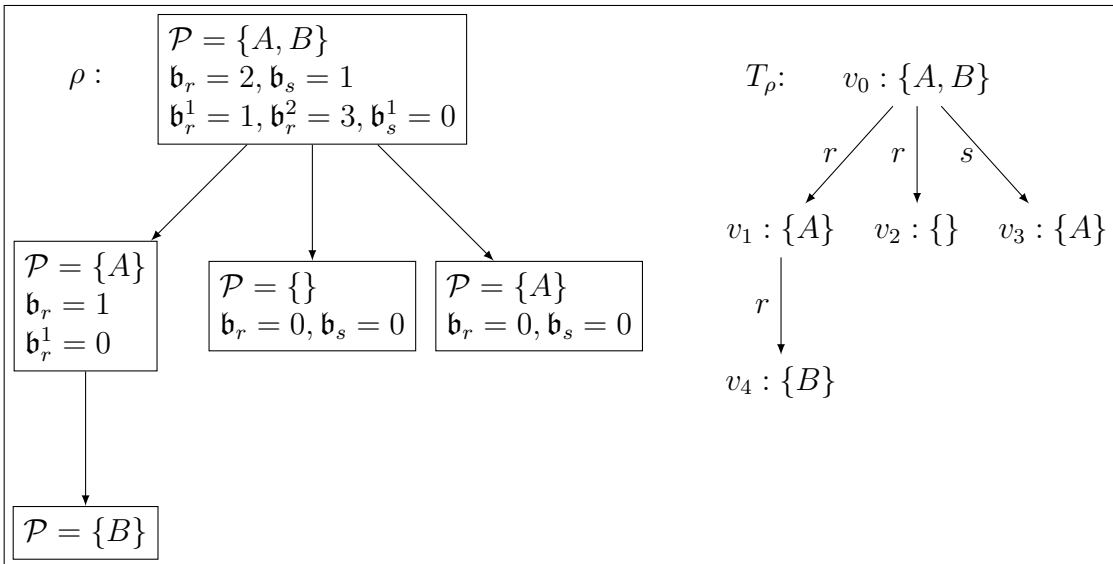 ρ :
𝒫 = {A, B}
𝔟_r = 2, 𝔟_s = 1
𝔟_r^1 = 1, 𝔟_r^2 = 3, 𝔟_s^1 = 0
𝒫 = {A}
𝔟_r = 1
𝔟_r^1 = 0
𝒫 = {}
𝔟_r = 0, 𝔟_s = 0
𝒫 = {A}
𝔟_r = 0, 𝔟_s = 0
𝒫 = {B}
T_ρ: v_0 : {A, B}
r r s
v_1 : {A} v_2 : {} v_3 : {A}
r
v_4 : {B}